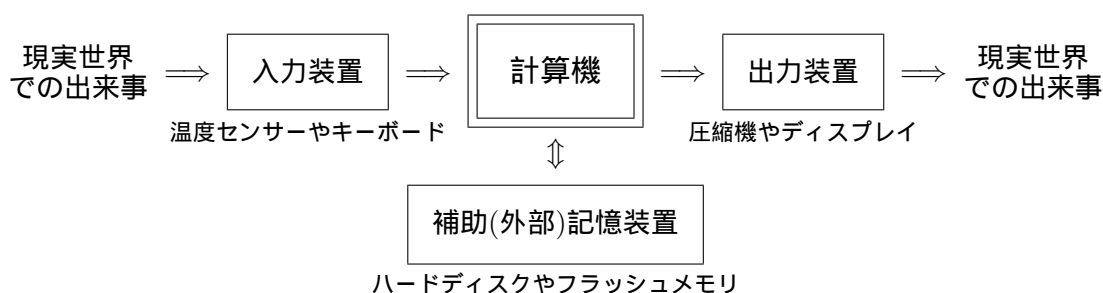 現実世界
での出来事
⟹
入力装置
⟹
計算機
⟹
出力装置
⟹
現実世界
での出来事
温度センサーやキーボード
圧縮機やディスプレイ
⇕
補助(外部)記憶装置
ハードディスクやフラッシュメモリ